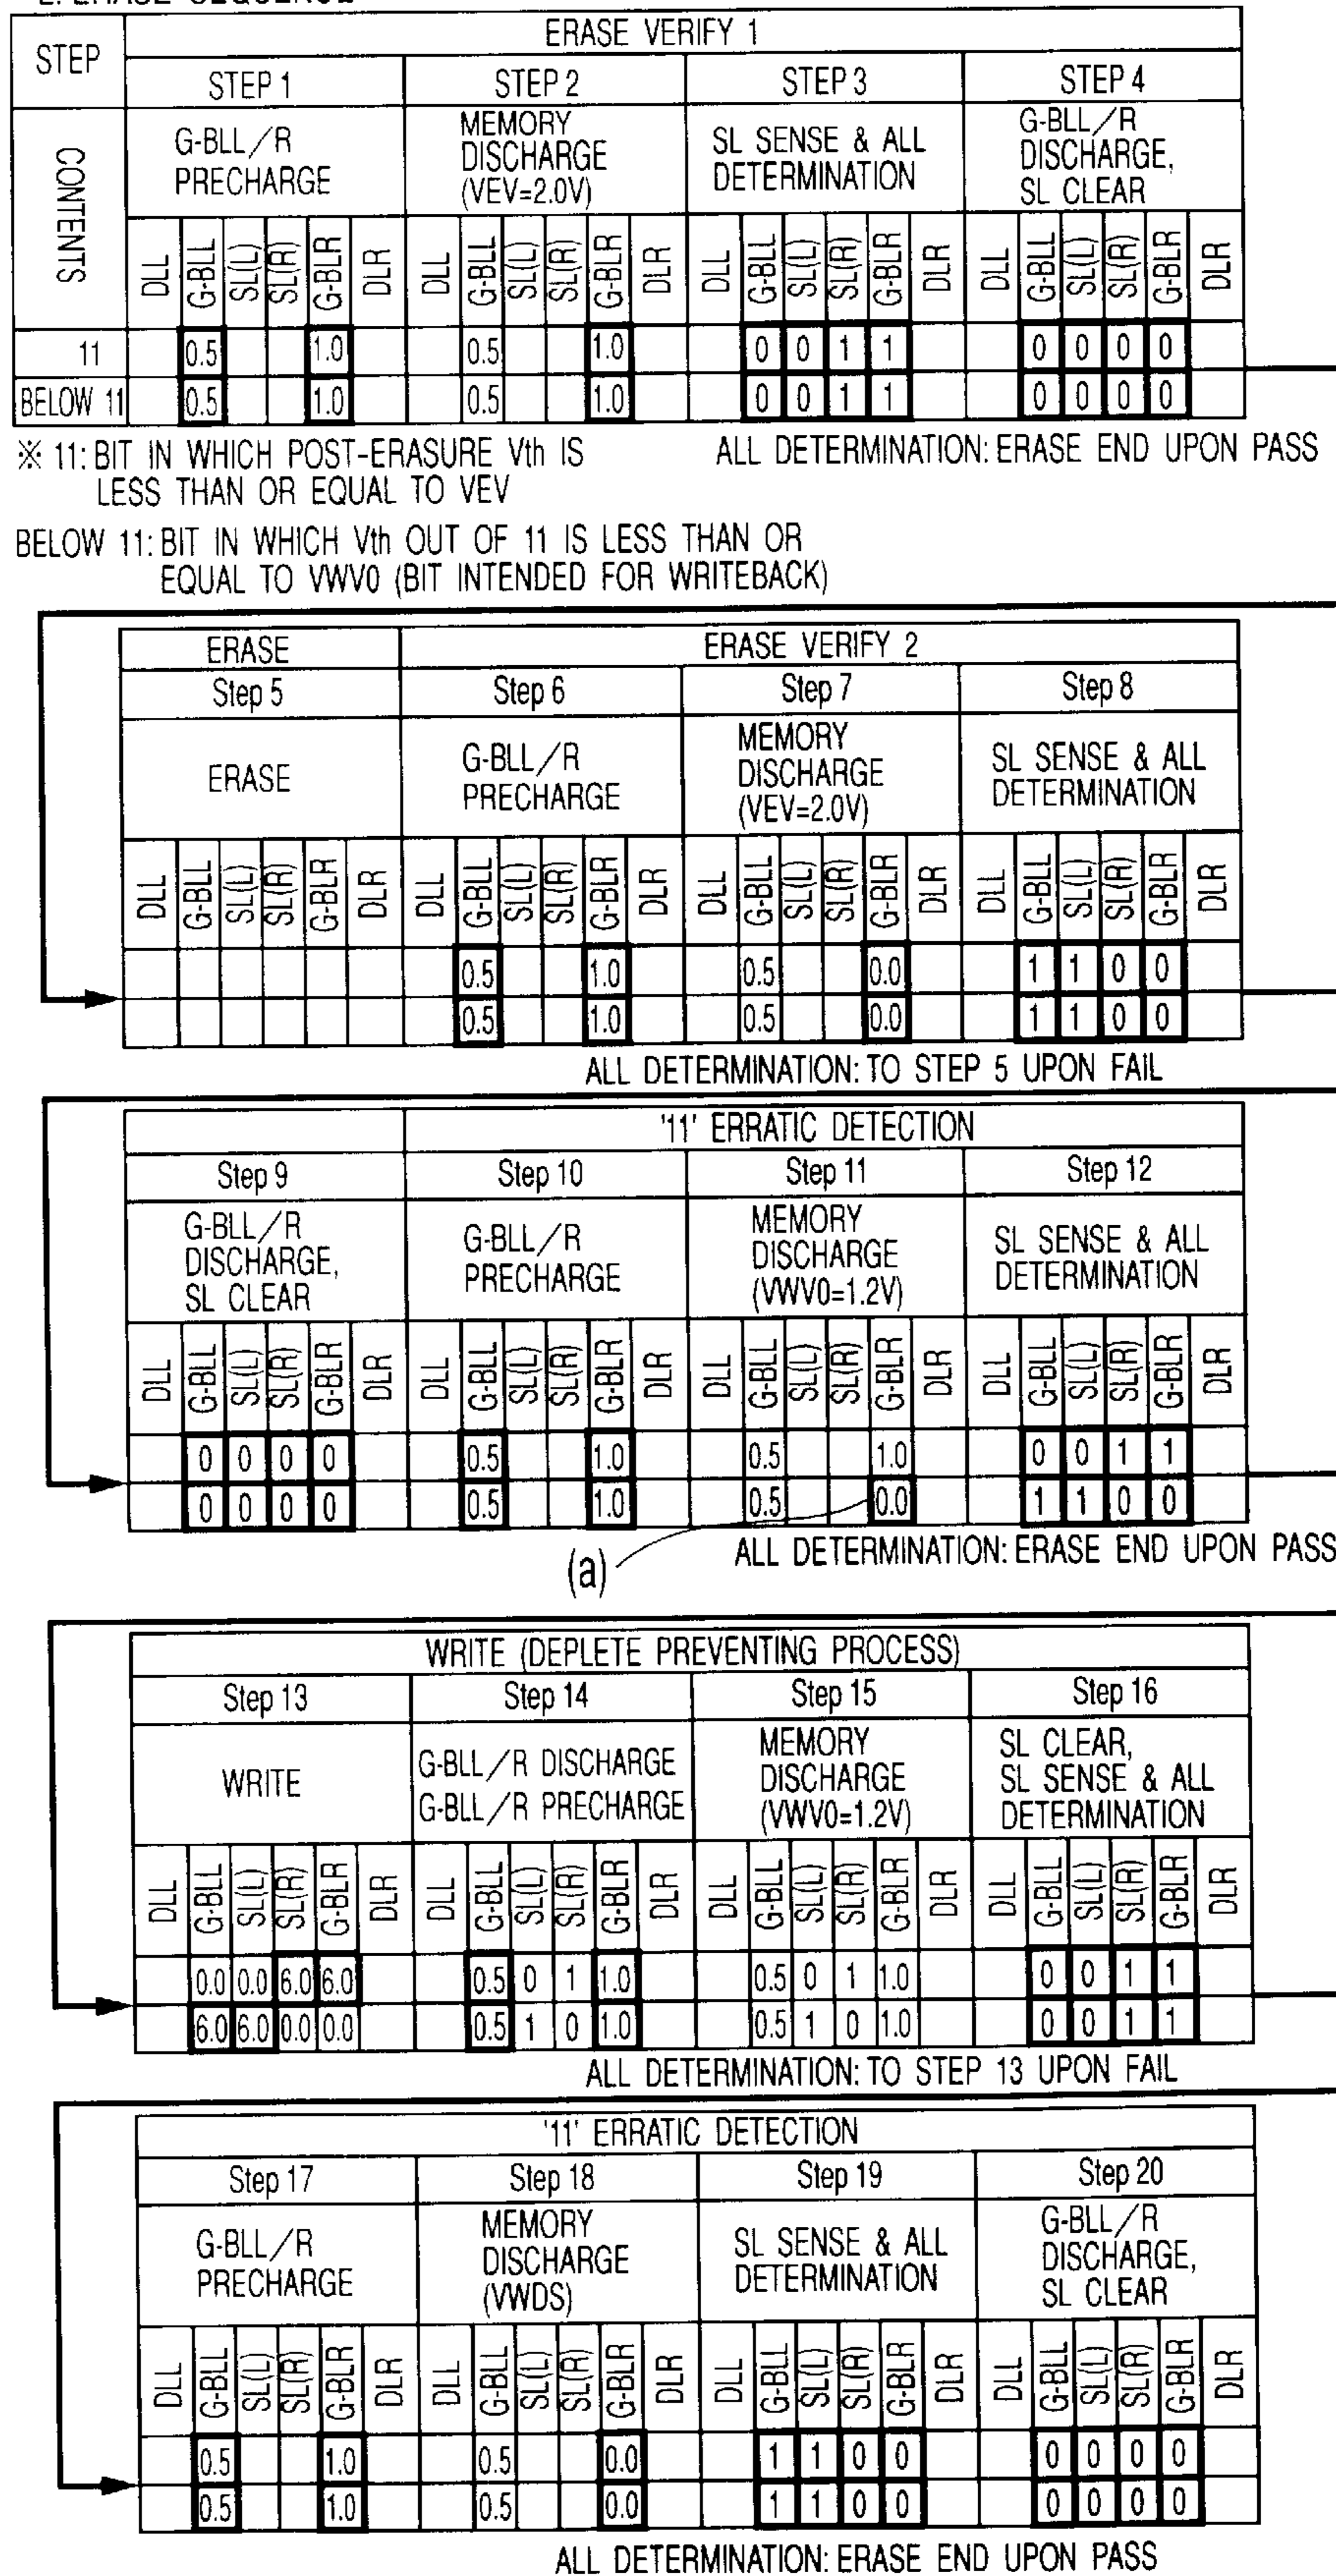 ERASE SEQUENCE
STEP
ERASE VERIFY 1
STEP 1 STEP 2 STEP 3 STEP 4
CONTENTS
G-BLL/R
PRECHARGE
MEMORY
DISCHARGE
(VEV=2.0V)
SL SENSE & ALL
DETERMINATION
G-BLL/R
DISCHARGE,
SL CLEAR
DLL G-BLL SL(L) SL(R) G-BLR DLR DLL G-BLL SL(L) SL(R) G-BLR DLR DLL G-BLL SL(L) SL(R) G-BLR DLR DLL G-BLL SL(L) SL(R) G-BLR DLR
11 0.5 1.0 0.5 1.0 0 0 1 1 0 0 0 0
BELOW 11 0.5 1.0 0.5 1.0 0 0 1 1 0 0 0 0
※ 11: BIT IN WHICH POST-ERASURE Vth IS
LESS THAN OR EQUAL TO VEV
ALL DETERMINATION: ERASE END UPON PASS
BELOW 11: BIT IN WHICH Vth OUT OF 11 IS LESS THAN OR
EQUAL TO VWV0 (BIT INTENDED FOR WRITEBACK)
ERASE ERASE VERIFY 2
Step 5 Step 6 Step 7 Step 8
ERASE
G-BLL/R
PRECHARGE
MEMORY
DISCHARGE
(VEV=2.0V)
SL SENSE & ALL
DETERMINATION
DLL G-BLL SL(L) SL(R) G-BLR DLR DLL G-BLL SL(L) SL(R) G-BLR DLR DLL G-BLL SL(L) SL(R) G-BLR DLR DLL G-BLL SL(L) SL(R) G-BLR DLR
0.5 1.0 0.5 0.0 1 1 0 0
0.5 1.0 0.5 0.0 1 1 0 0
ALL DETERMINATION: TO STEP 5 UPON FAIL
'11' ERRATIC DETECTION
Step 9 Step 10 Step 11 Step 12
G-BLL/R
DISCHARGE,
SL CLEAR
G-BLL/R
PRECHARGE
MEMORY
DISCHARGE
(VWV0=1.2V)
SL SENSE & ALL
DETERMINATION
DLL G-BLL SL(L) SL(R) G-BLR DLR DLL G-BLL SL(L) SL(R) G-BLR DLR DLL G-BLL SL(L) SL(R) G-BLR DLR DLL G-BLL SL(L) SL(R) G-BLR DLR
0 0 0 0 0.5 1.0 0.5 1.0 0 0 1 1
0 0 0 0 0.5 1.0 0.5 0.0 1 1 0 0
(a)
ALL DETERMINATION: ERASE END UPON PASS
WRITE (DEPLETE PREVENTING PROCESS)
Step 13 Step 14 Step 15 Step 16
WRITE
G-BLL/R DISCHARGE
G-BLL/R PRECHARGE
MEMORY
DISCHARGE
(VWV0=1.2V)
SL CLEAR,
SL SENSE & ALL
DETERMINATION
DLL G-BLL SL(L) SL(R) G-BLR DLR DLL G-BLL SL(L) SL(R) G-BLR DLR DLL G-BLL SL(L) SL(R) G-BLR DLR DLL G-BLL SL(L) SL(R) G-BLR DLR
0.0 0.0 6.0 6.0 0.5 0 1 1.0 0.5 0 1 1.0 0 0 1 1
6.0 6.0 0.0 0.0 0.5 1 0 1.0 0.5 1 0 1.0 0 0 1 1
ALL DETERMINATION: TO STEP 13 UPON FAIL
'11' ERRATIC DETECTION
Step 17 Step 18 Step 19 Step 20
G-BLL/R
PRECHARGE
MEMORY
DISCHARGE
(VWDS)
SL SENSE & ALL
DETERMINATION
G-BLL/R
DISCHARGE,
SL CLEAR
DLL G-BLL SL(L) SL(R) G-BLR DLR DLL G-BLL SL(L) SL(R) G-BLR DLR DLL G-BLL SL(L) SL(R) G-BLR DLR DLL G-BLL SL(L) SL(R) G-BLR DLR
0.5 1.0 0.5 0.0 1 1 0 0 0 0 0 0
0.5 1.0 0.5 0.0 1 1 0 0 0 0 0 0
ALL DETERMINATION: ERASE END UPON PASS